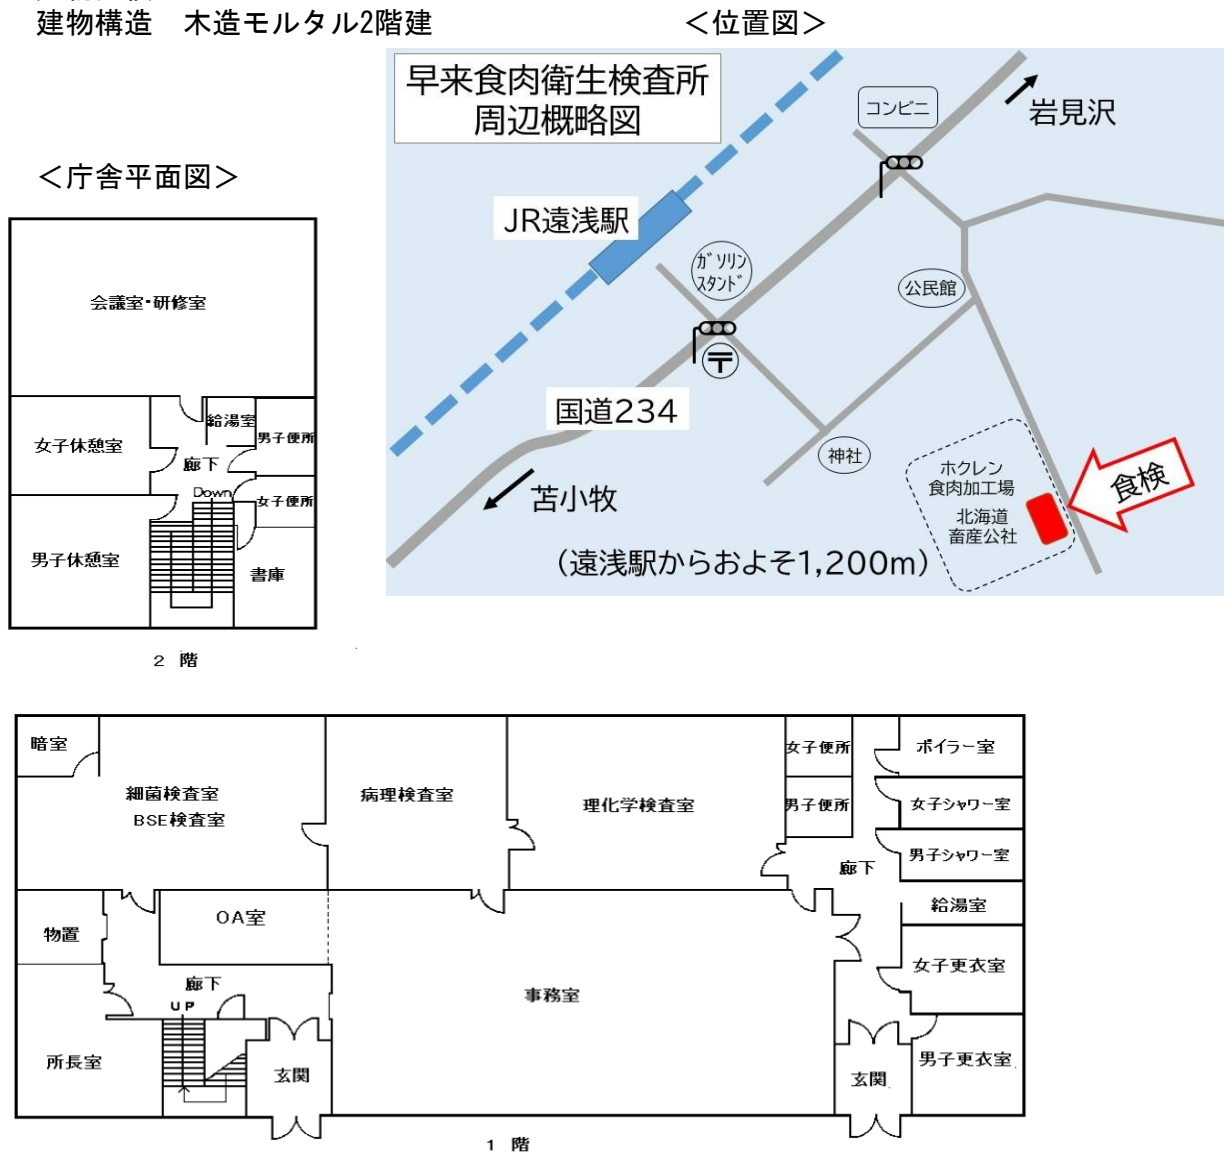 建物構造　木造モルタル2階建
＜位置図＞
早来食肉衛生検査所
周辺概略図
コンビニ
岩見沢
JR遠浅駅
ガソリン
スタンド
公民館
〒
国道234
神社
苫小牧
ホクレン
食肉加工場
北海道
畜産公社
食検
（遠浅駅からおよそ1,200m）
＜庁舎平面図＞
会議室・研修室
給湯室
女子休憩室
男子便所
廊下
Down
女子便所
男子休憩室
書庫
2 階
暗室
細菌検査室
BSE検査室
病理検査室
理化学検査室
女子便所
男子便所
ボイラー室
女子シャワー室
男子シャワー室
廊下
給湯室
物置
OA室
廊下
UP
事務室
女子更衣室
所長室
玄関
玄関
男子更衣室
1 階